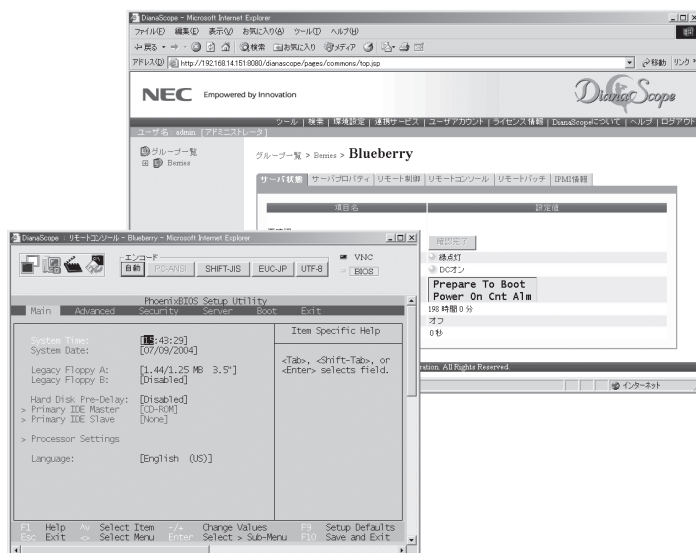 DianaScope - Microsoft Internet Explorer
ファイル(F) 編集(E) 表示(V) お気に入り(A) ツール(T) ヘルプ(H)
戻る 検索 お気に入り メディア
アドレス(D) http://192.168.14.151:8080/dianascope/pages/commons/top.jsp 移動 リンク »
NEC Empowered by Innovation
DianaScope
ツール | 検索 | 環境設定 | 連携サービス | ユーザアカウント | ライセンス情報 | DianaScopeについて | ヘルプ | ログアウト
ユーザ名 admin [アドミニストレータ]
グループ一覧
Berries
グループ一覧 > Berries > Blueberry
サーバ状態 サーバプロパティ リモート制御 リモートコンソール リモートバッチ IPMI情報
項目名 設定値
確認完了
緑点灯
DCオン
Prepare To Boot
Power On Cnt Alm
198 時間 0 分
オフ
0 秒
ration, All Rights Reserved.
インターネット
DianaScope : リモートコンソール - Blueberry - Microsoft Internet Explorer
エンコード
自動 PC-ANSI SHIFT-JIS EUC-JP UTF-8
VNC
BIOS
PhoenixBIOS Setup Utility
Main Advanced Security Server Boot Exit
Item Specific Help
System Time: [15:43:29]
System Date: [07/09/2004]
<Tab>, <Shift-Tab>, or
<Enter> selects field.
Legacy Floppy A: [1.44/1.25 MB 3.5"]
Legacy Floppy B: [Disabled]
Hard Disk Pre-Delay: [Disabled]
> Primary IDE Master [CD-ROM]
> Primary IDE Slave [None]
> Processor Settings
Language: [English (US)]
F1 Help ^v Select Item -/+ Change Values F9 Setup Defaults
Esc Exit <> Select Menu Enter Select > Sub-Menu F10 Save and Exit